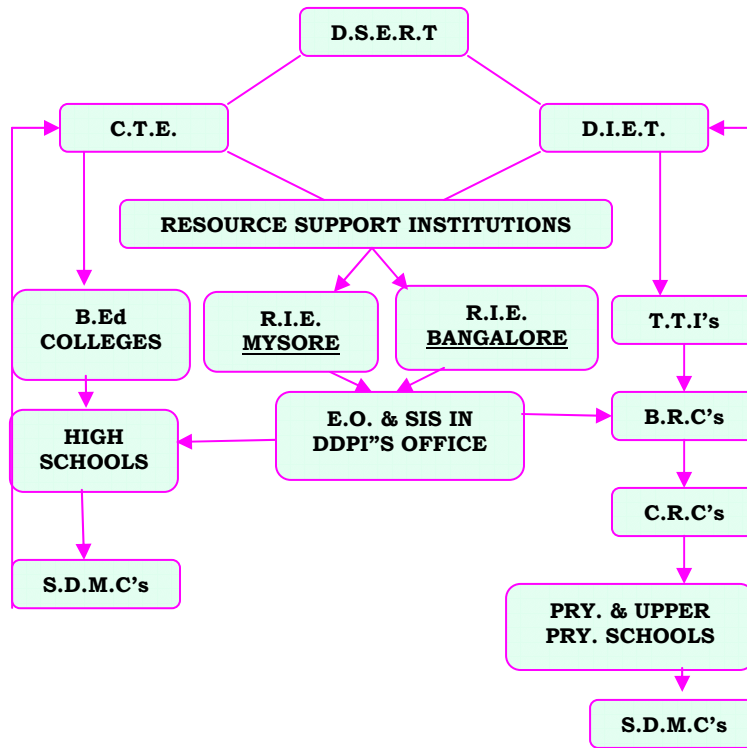 D.S.E.R.T
C.T.E.
D.I.E.T.
RESOURCE SUPPORT INSTITUTIONS
B.Ed
COLLEGES
R.I.E.
MYSORE
R.I.E.
BANGALORE
T.T.I's
E.O. & SIS IN
DDPI"S OFFICE
B.R.C's
HIGH
SCHOOLS
C.R.C's
S.D.M.C's
PRY. & UPPER
PRY. SCHOOLS
S.D.M.C's